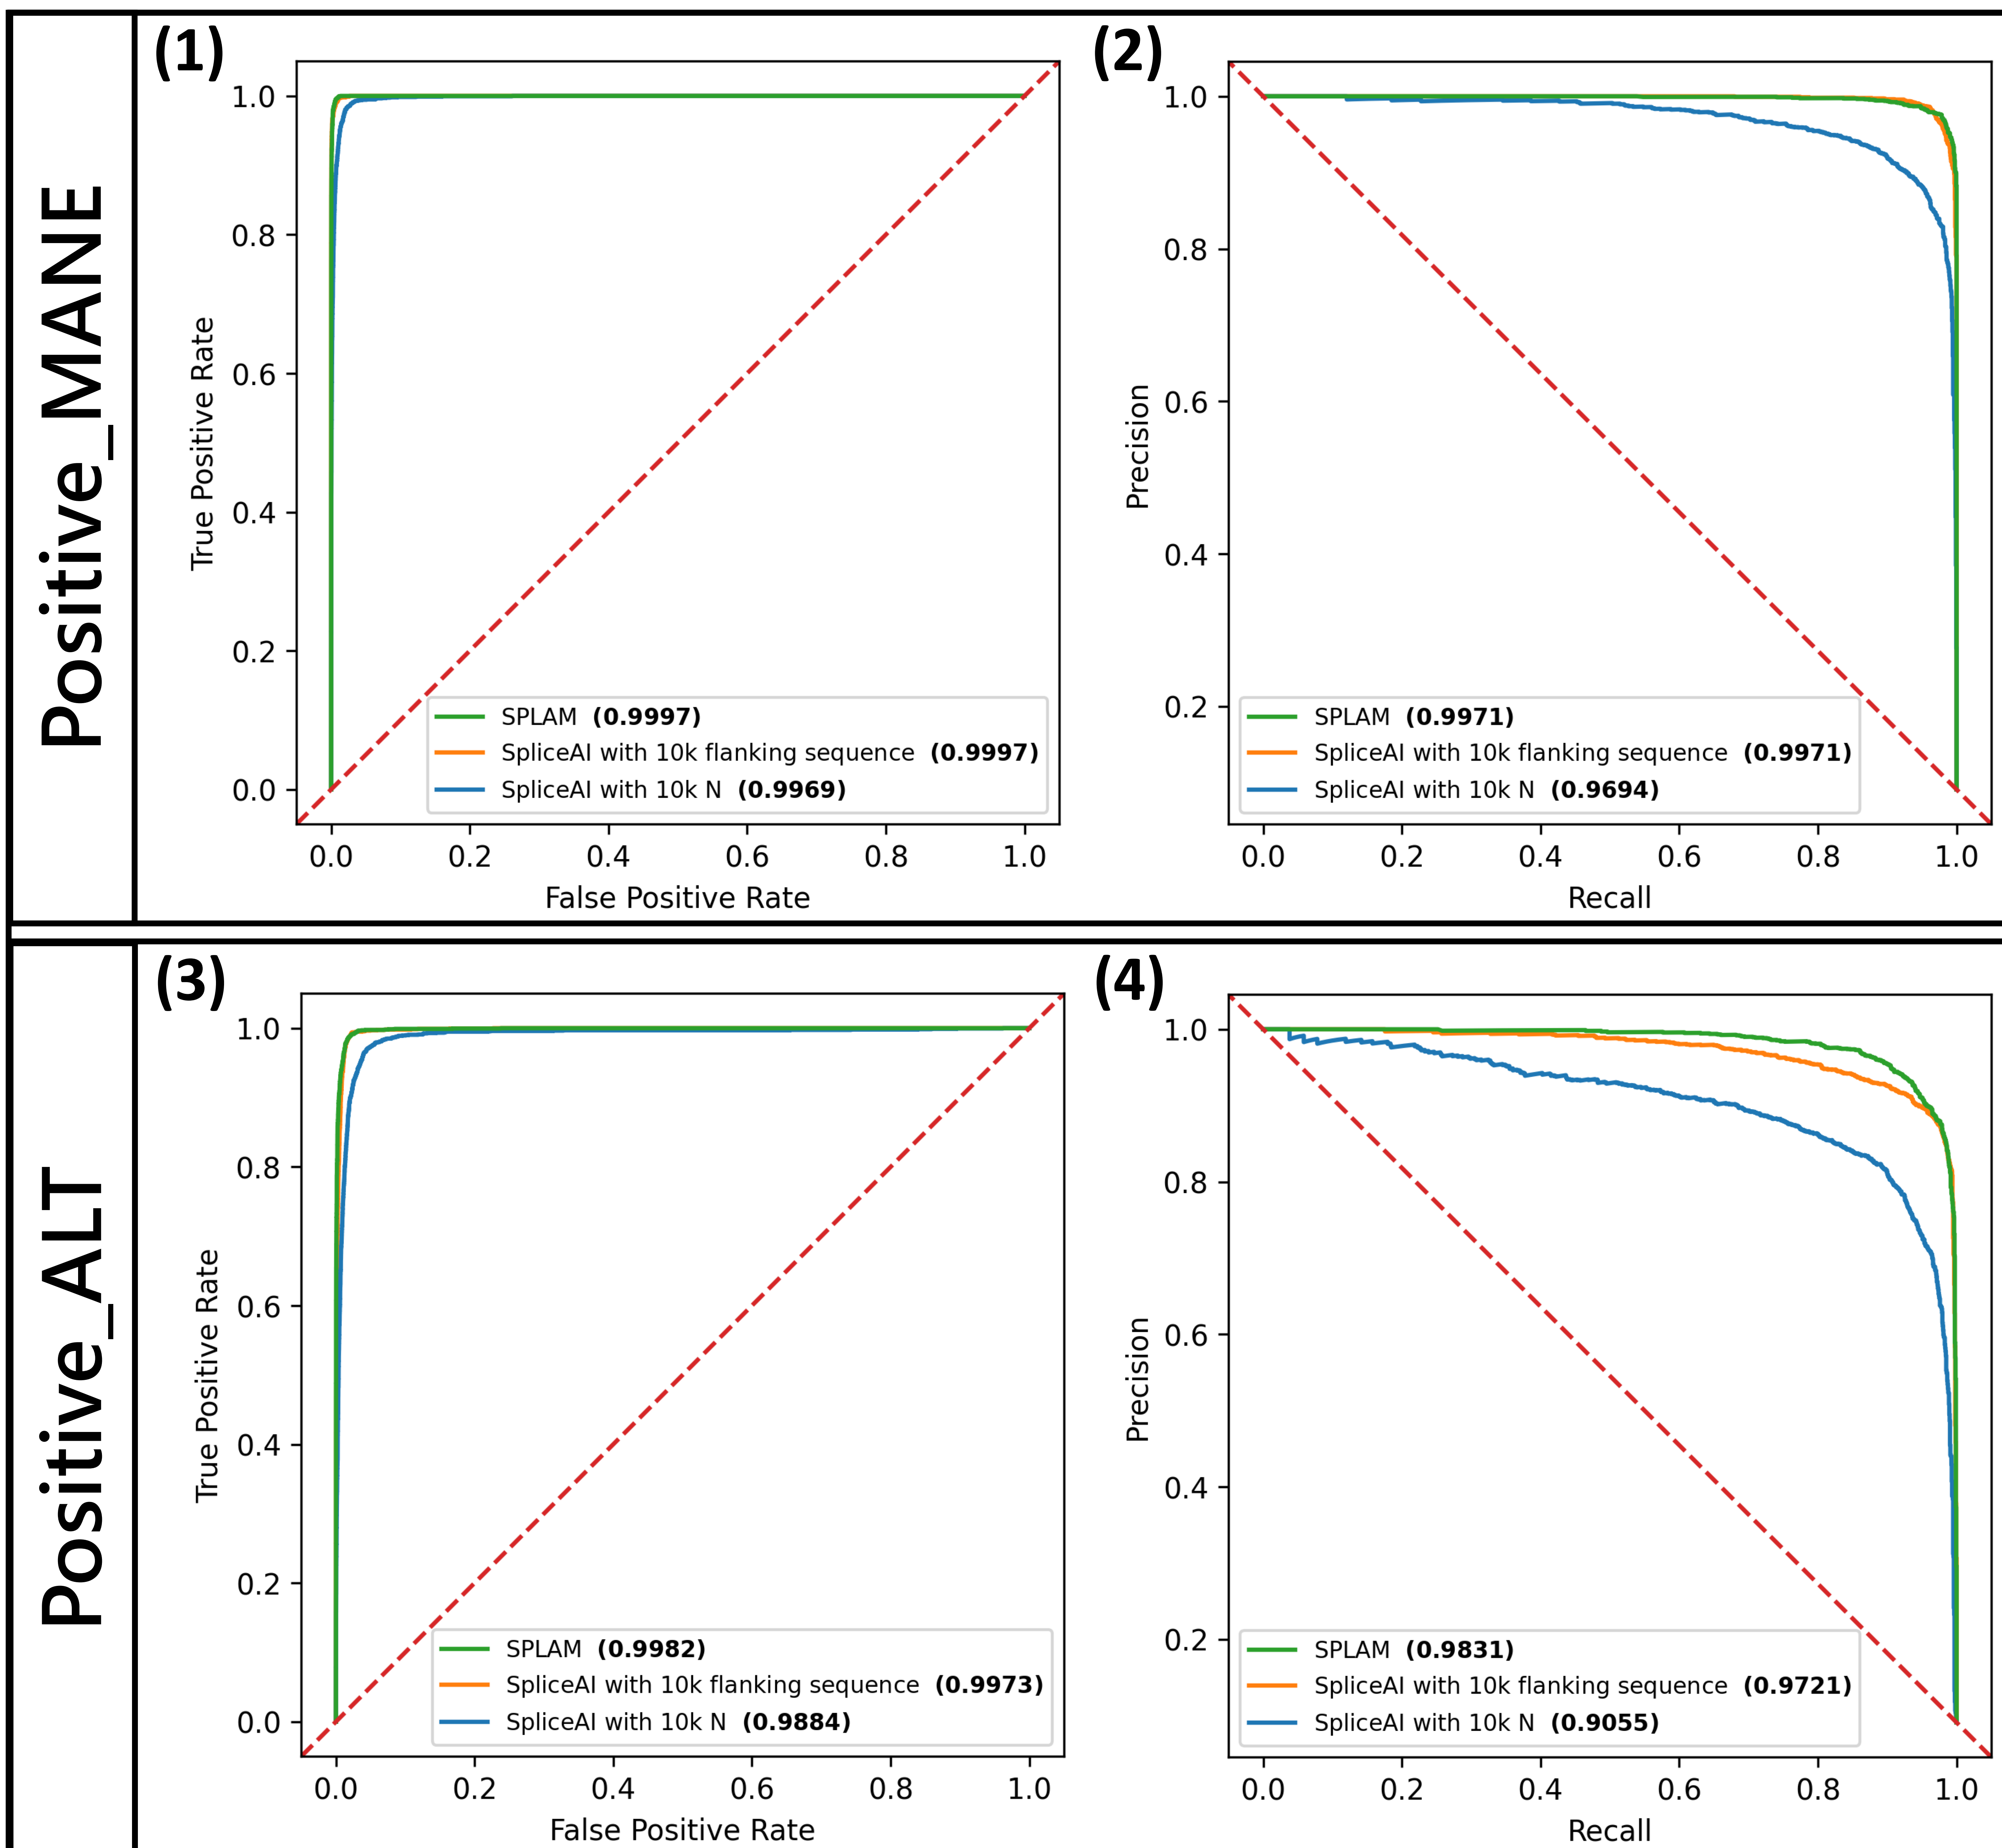 Positive_MANE
(1)
1.0
0.8
0.6
0.4
0.2
0.0
True Positive Rate
SPLAM (0.9997)
SpliceAI with 10k flanking sequence (0.9997)
SpliceAI with 10k N (0.9969)
0.0 0.2 0.4 0.6 0.8 1.0
False Positive Rate
(2)
1.0
0.8
0.6
0.4
0.2
Precision
SPLAM (0.9971)
SpliceAI with 10k flanking sequence (0.9971)
SpliceAI with 10k N (0.9694)
0.0 0.2 0.4 0.6 0.8 1.0
Recall
Positive_ALT
(3)
1.0
0.8
0.6
0.4
0.2
0.0
True Positive Rate
SPLAM (0.9982)
SpliceAI with 10k flanking sequence (0.9973)
SpliceAI with 10k N (0.9884)
0.0 0.2 0.4 0.6 0.8 1.0
False Positive Rate
(4)
1.0
0.8
0.6
0.4
0.2
Precision
SPLAM (0.9831)
SpliceAI with 10k flanking sequence (0.9721)
SpliceAI with 10k N (0.9055)
0.0 0.2 0.4 0.6 0.8 1.0
Recall